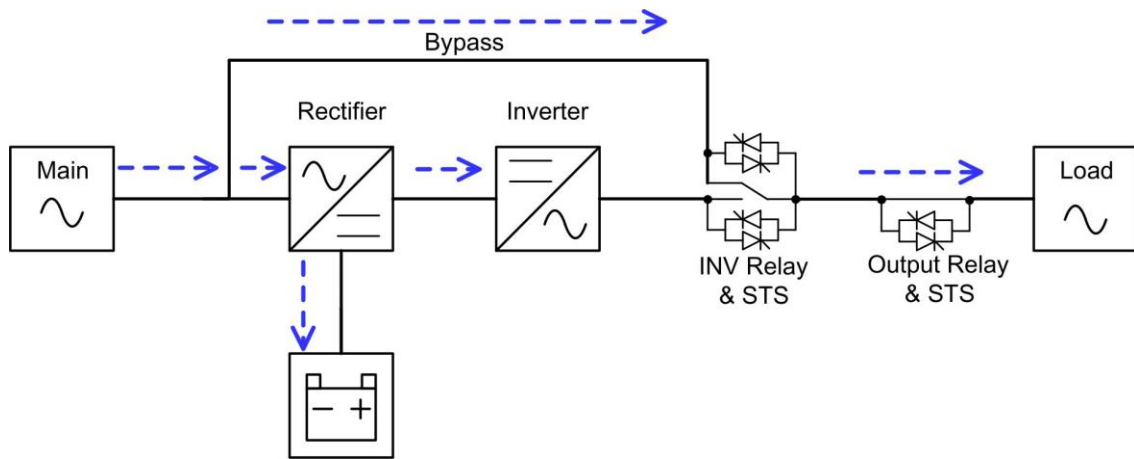 Bypass
Rectifier
Inverter
Main
Load
INV Relay
& STS
Output Relay
& STS